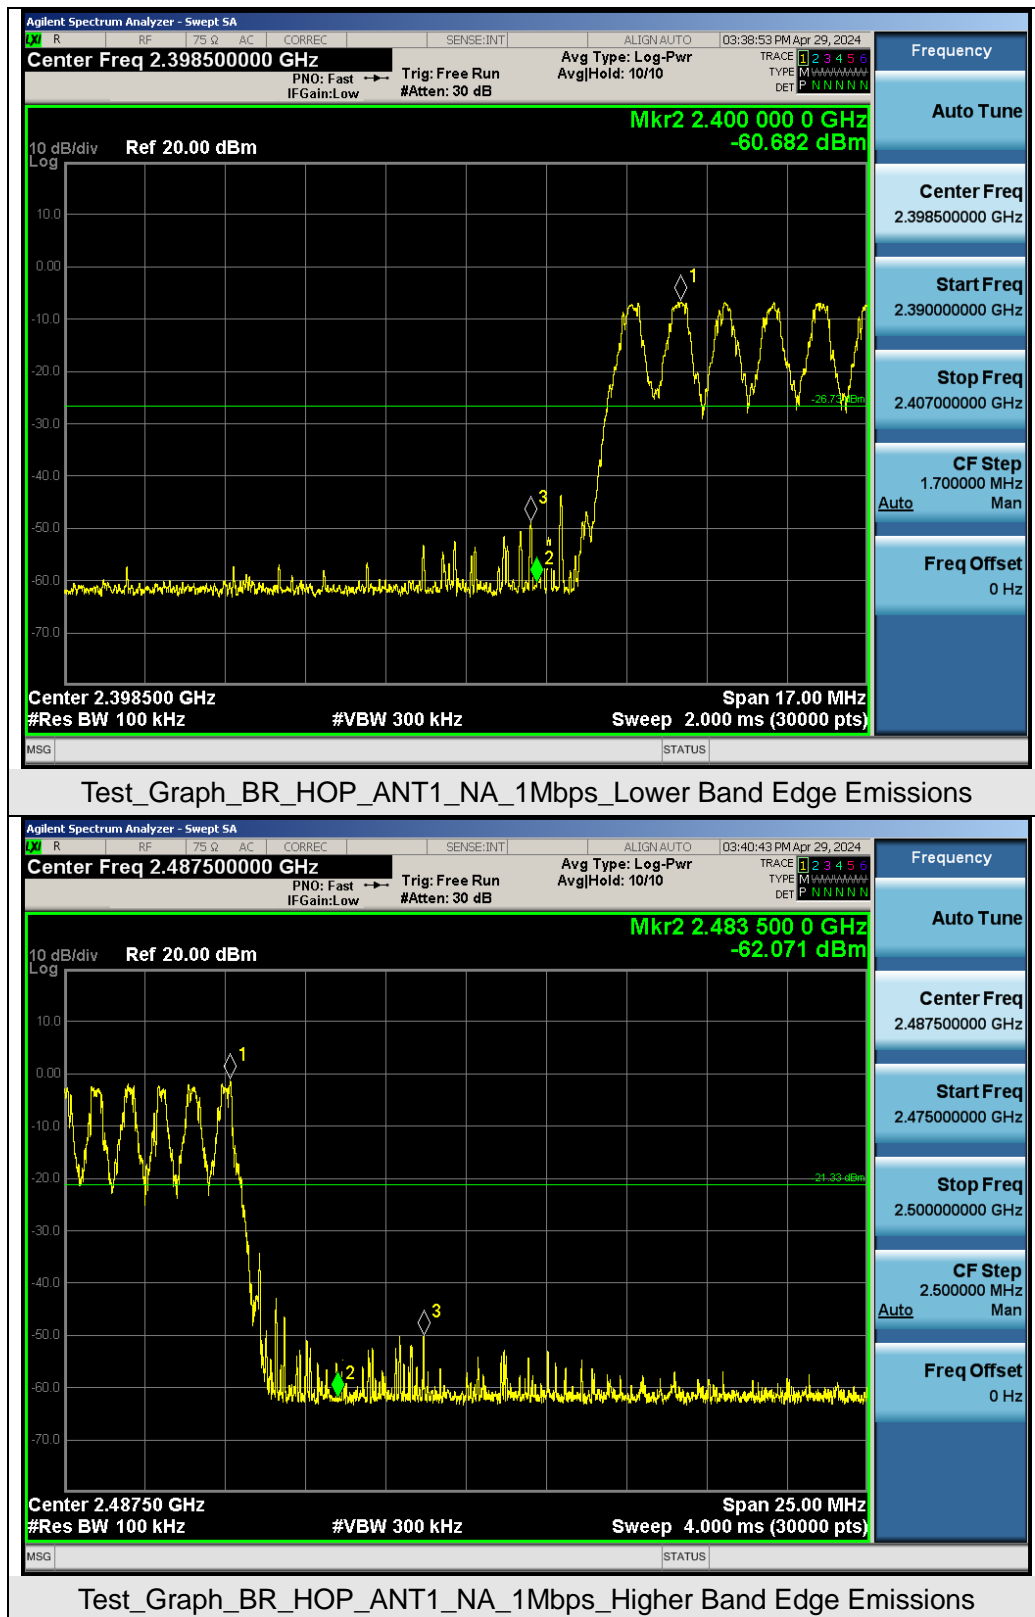 Agilent Spectrum Analyzer - Swept SA
LXI R RF 75 Ω AC CORREC SENSE:INT ALIGN AUTO 03:38:53 PM Apr 29, 2024
Center Freq 2.398500000 GHz
PNO: Fast
IFGain:Low
Trig: Free Run
#Atten: 30 dB
Avg Type: Log-Pwr
Avg|Hold: 10/10
TRACE 1 2 3 4 5 6
TYPE M WWWWW
DET P N N N N N
Mkr2 2.400 000 0 GHz
-60.682 dBm
10 dB/div Ref 20.00 dBm
Log
10.0
0.00
-10.0
-20.0
-30.0
-40.0
-50.0
-60.0
-70.0
1
-26.73 dBm
3
2
Center 2.398500 GHz Span 17.00 MHz
#Res BW 100 kHz #VBW 300 kHz Sweep 2.000 ms (30000 pts)
MSG STATUS
Frequency
Auto Tune
Center Freq
2.398500000 GHz
Start Freq
2.390000000 GHz
Stop Freq
2.407000000 GHz
CF Step
1.700000 MHz
Auto Man
Freq Offset
0 Hz
Test_Graph_BR_HOP_ANT1_NA_1Mbps_Lower Band Edge Emissions
Agilent Spectrum Analyzer - Swept SA
LXI R RF 75 Ω AC CORREC SENSE:INT ALIGN AUTO 03:40:43 PM Apr 29, 2024
Center Freq 2.487500000 GHz
PNO: Fast
IFGain:Low
Trig: Free Run
#Atten: 30 dB
Avg Type: Log-Pwr
Avg|Hold: 10/10
TRACE 1 2 3 4 5 6
TYPE M WWWWW
DET P N N N N N
Mkr2 2.483 500 0 GHz
-62.071 dBm
10 dB/div Ref 20.00 dBm
Log
10.0
0.00
-10.0
-20.0
-30.0
-40.0
-50.0
-60.0
-70.0
1
-21.33 dBm
3
2
Center 2.48750 GHz Span 25.00 MHz
#Res BW 100 kHz #VBW 300 kHz Sweep 4.000 ms (30000 pts)
MSG STATUS
Frequency
Auto Tune
Center Freq
2.487500000 GHz
Start Freq
2.475000000 GHz
Stop Freq
2.500000000 GHz
CF Step
2.500000 MHz
Auto Man
Freq Offset
0 Hz
Test_Graph_BR_HOP_ANT1_NA_1Mbps_Higher Band Edge Emissions